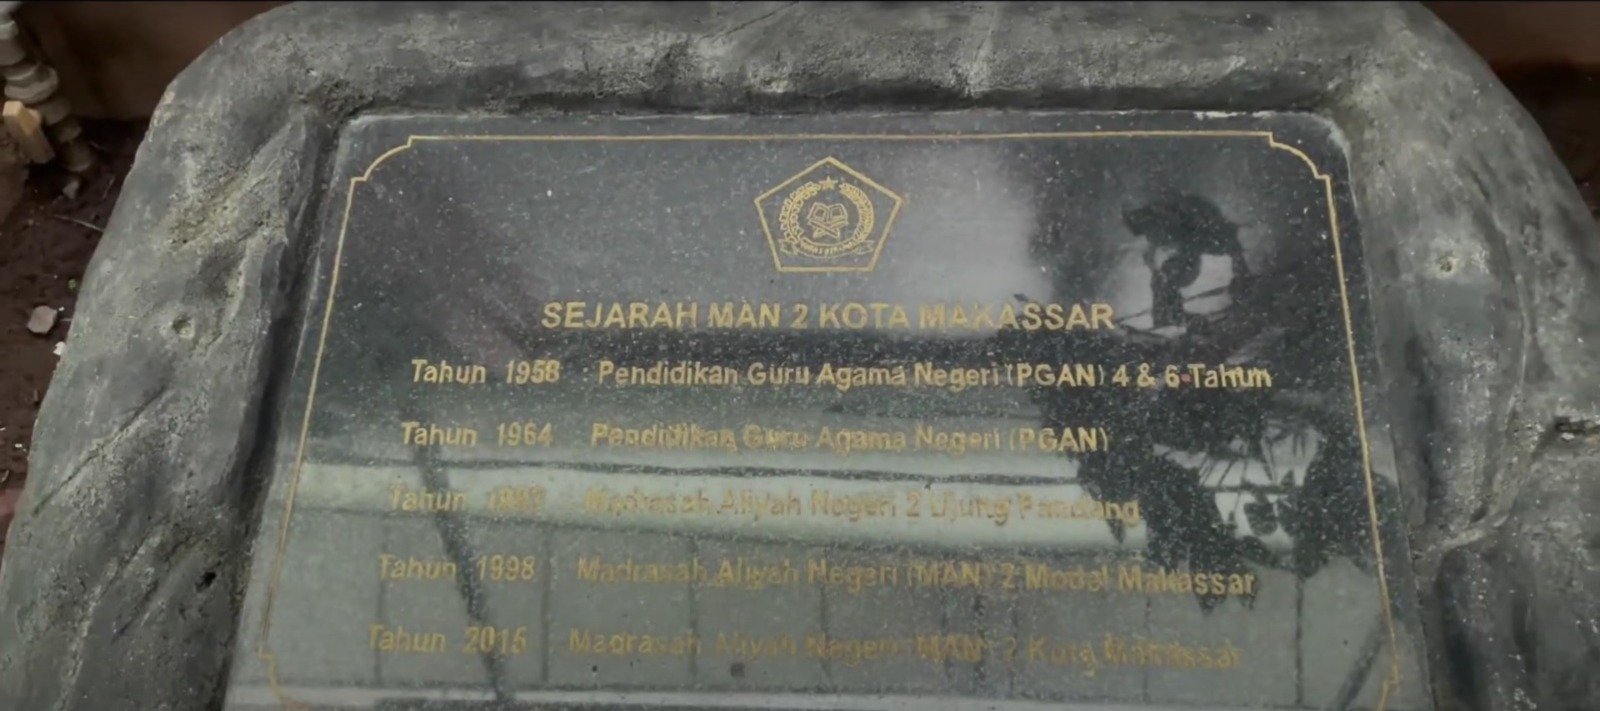 SEJARAH MAN 2 KOTA MAKASSAR
Tahun 1958 : Pendidikan Guru Agama Negeri (PGAN) 4 & 6 Tahun
Tahun 1964 Pendidikan Guru Agama Negeri (PGAN)
Tahun Madrasah Aliyah Negeri 2 Ujung Pandang
Tahun 1998 Madrasah Aliyah Negeri (MAN) 2 Model Makassar
Tahun 2015 Madrasah Aliyah Negeri (MAN) 2 Kota Makassar